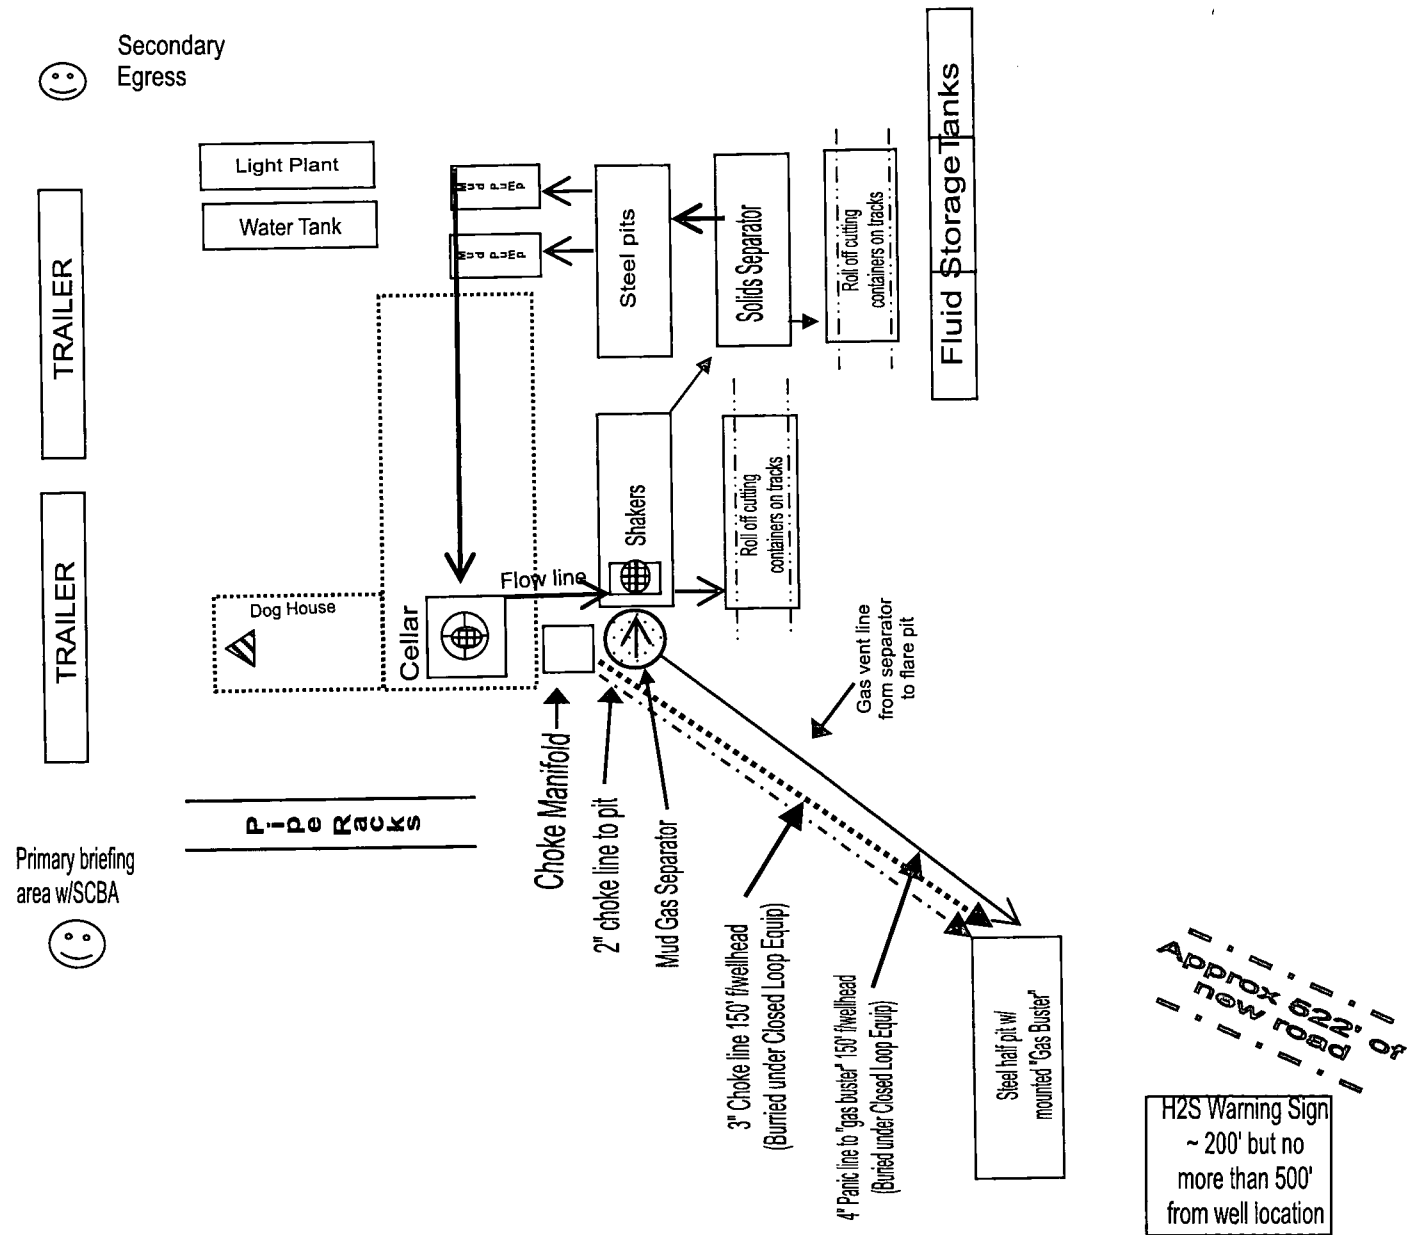 Secondary
Egress
Light Plant
Water Tank
TRAILER
TRAILER
Mud Pump
Mud Pump
Steel pits
Solids Separator
Roll off cutting
containers on tracks
Fluid StorageTanks
Shakers
Roll off cutting
containers on tracks
Flow line
Dog House
Cellar
Gas vent line
from separator
to flare pit
Choke Manifold
2" choke line to pit
Mud Gas Separator
Pipe Racks
Primary briefing
area w/SCBA
3" Choke line 150' f/wellhead
(Burried under Closed Loop Equip)
4" Panic line to "gas buster" 150' f/wellhead
(Buried under Closed Loop Equip)
Steel half pit w/
mounted "Gas Buster"
Approx 522' of
new road
H2S Warning Sign
~ 200' but no
more than 500'
from well location